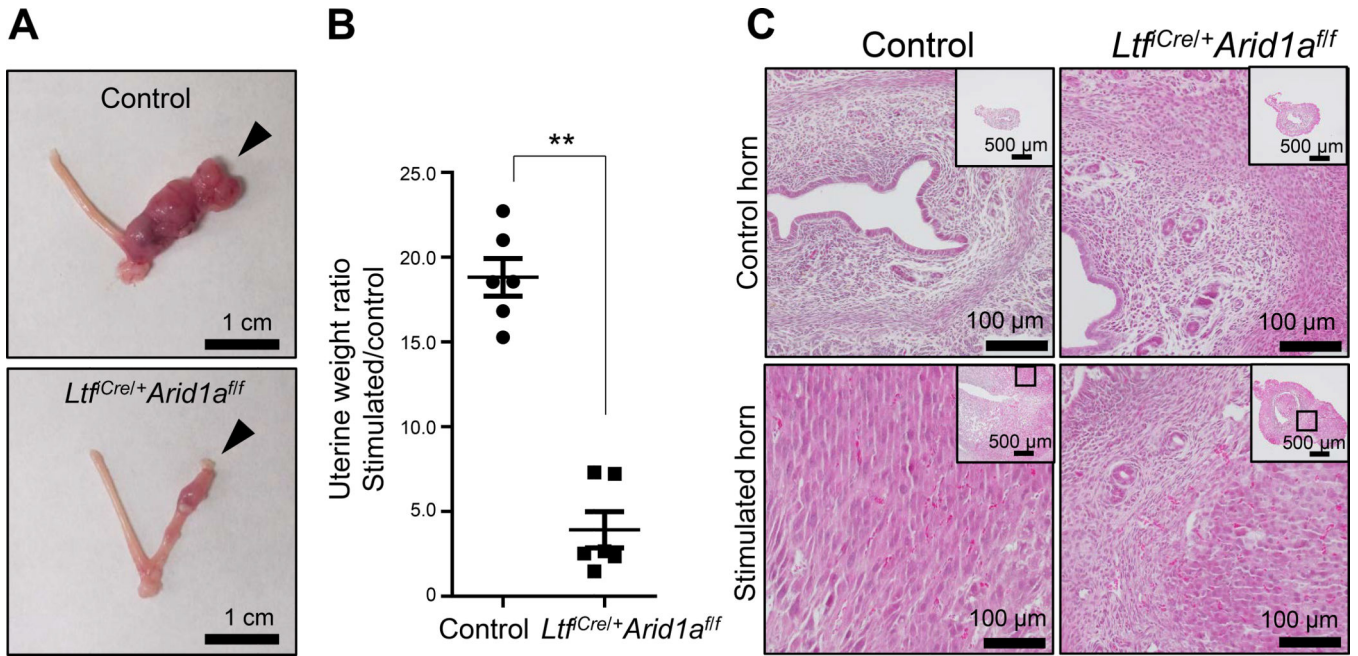 A
Control
1 cm
Ltf^iCre/+Arid1a^f/f
1 cm
B
**
Uterine weight ratio
Stimulated/control
25.0
20.0
15.0
10.0
5.0
0
Control
Ltf^iCre/+Arid1a^f/f
C
Control
Ltf^iCre/+Arid1a^f/f
Control horn
500 µm
100 µm
500 µm
100 µm
Stimulated horn
500 µm
100 µm
500 µm
100 µm